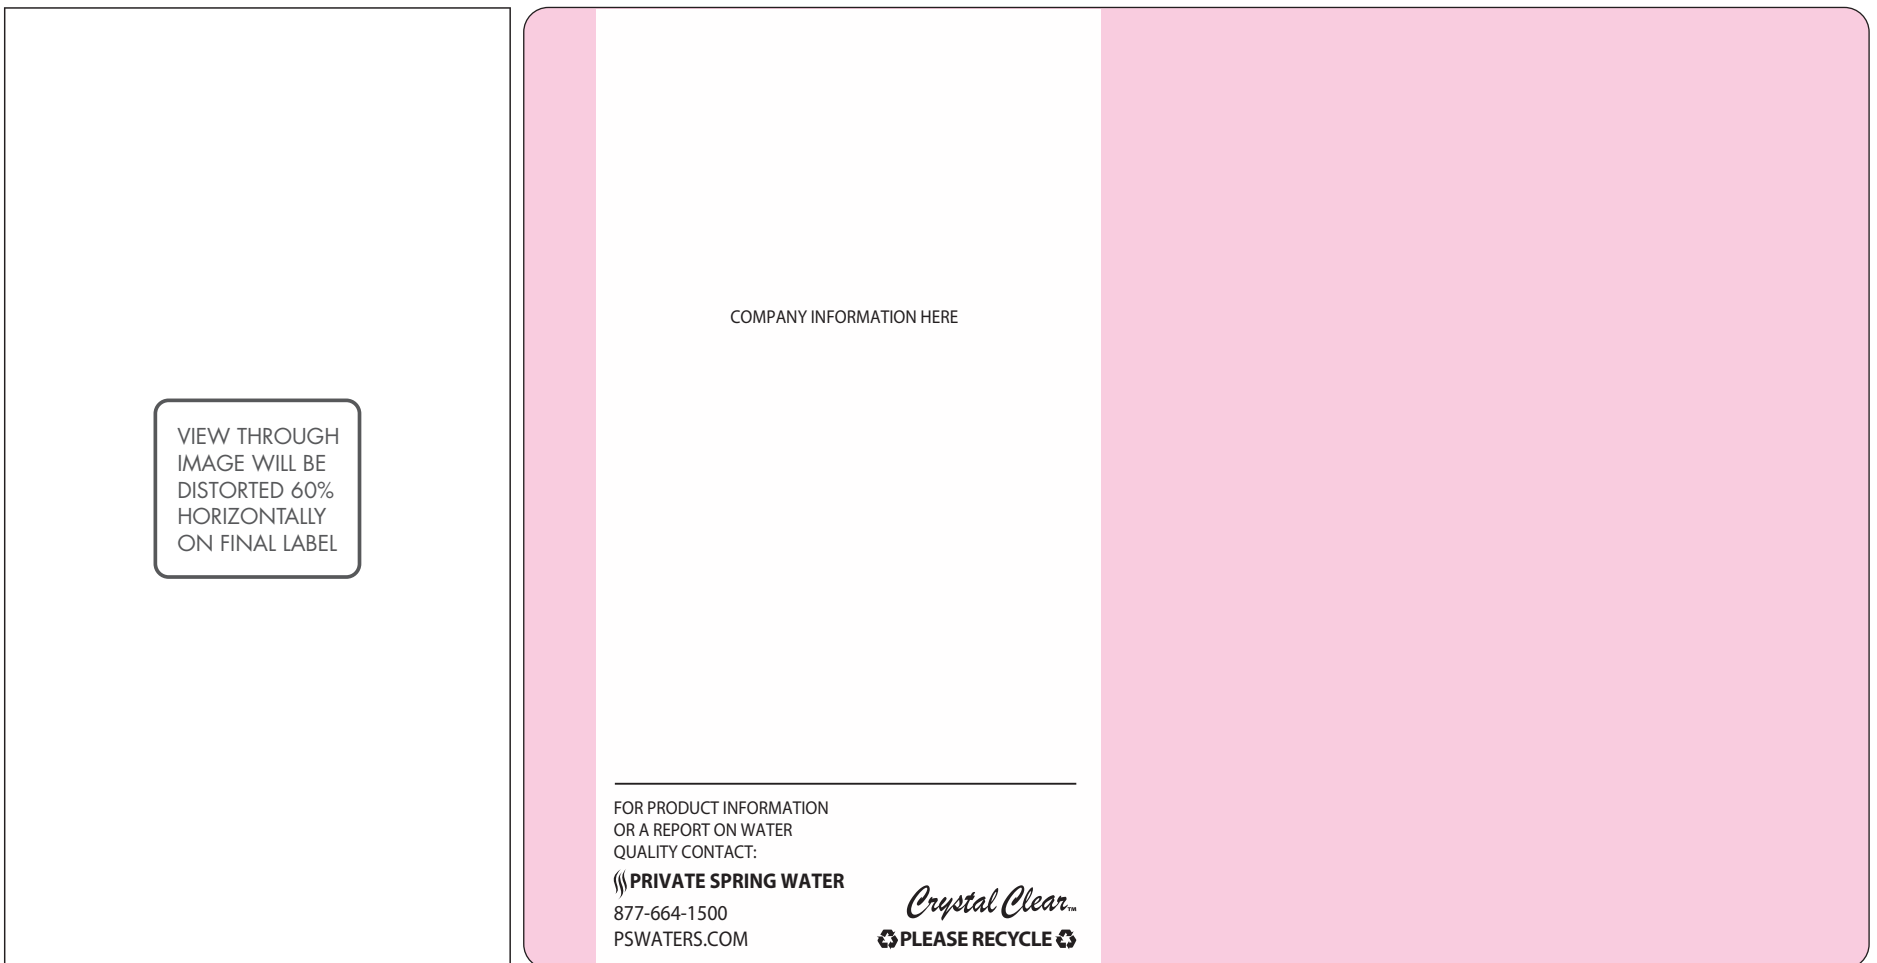 VIEW THROUGH
IMAGE WILL BE
DISTORTED 60%
HORIZONTALLY
ON FINAL LABEL
COMPANY INFORMATION HERE
FOR PRODUCT INFORMATION
OR A REPORT ON WATER
QUALITY CONTACT:
PRIVATE SPRING WATER
877-664-1500
PSWATERS.COM
Crystal Clear™
PLEASE RECYCLE